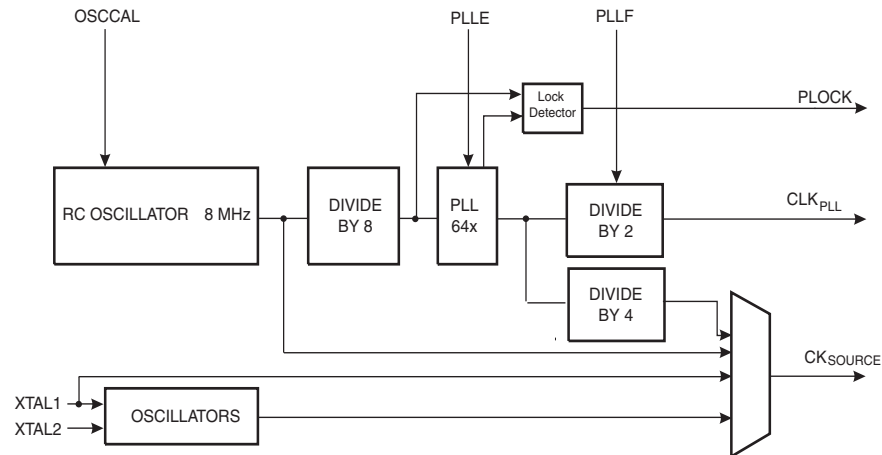 OSCCAL
PLLE
PLLF
Lock
Detector
PLOCK
RC OSCILLATOR 8 MHz
DIVIDE
BY 8
PLL
64x
DIVIDE
BY 2
CLKPLL
DIVIDE
BY 4
CKSOURCE
XTAL1
XTAL2
OSCILLATORS